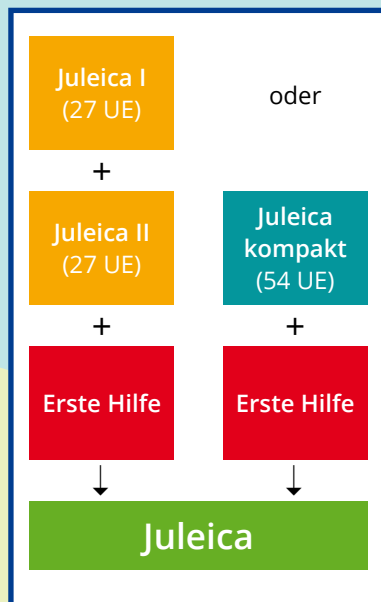 Juleica I
(27 UE)
oder
+
Juleica II
(27 UE)
Juleica
kompakt
(54 UE)
+
+
Erste Hilfe
Erste Hilfe
Juleica